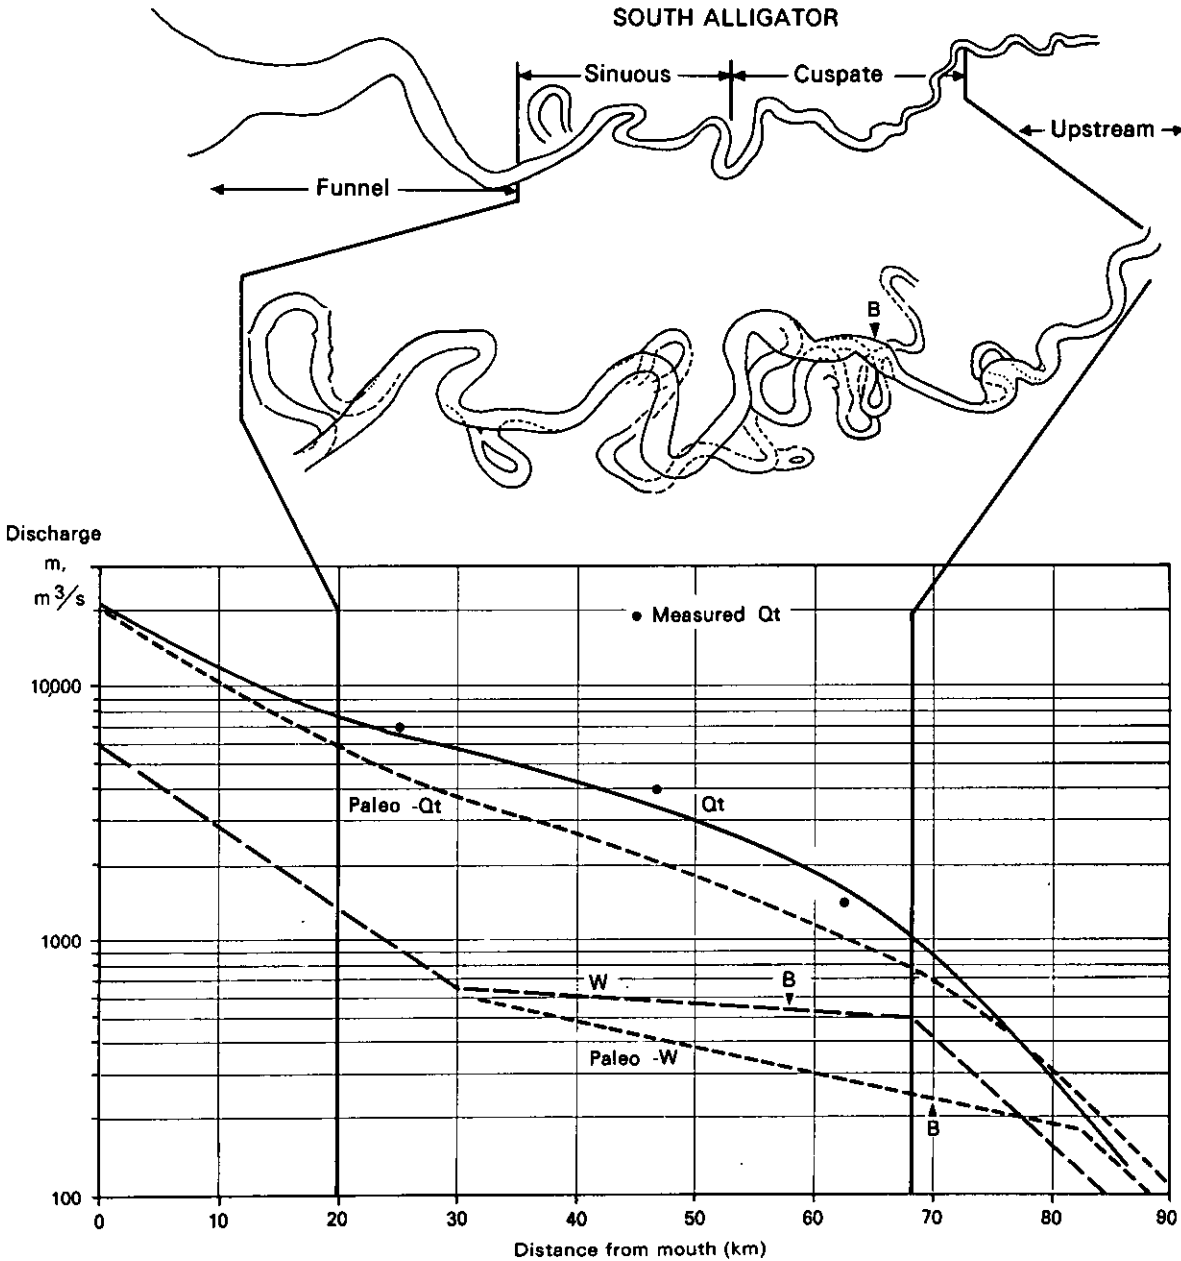 SOUTH ALLIGATOR
Sinuous
Cuspate
Upstream
Funnel
B
Discharge
m,
m³/s
• Measured Qt
10,000
Paleo -Qt
Qt
1000
W
B
Paleo -W
B
100
0 10 20 30 40 50 60 70 80 90
Distance from mouth (km)